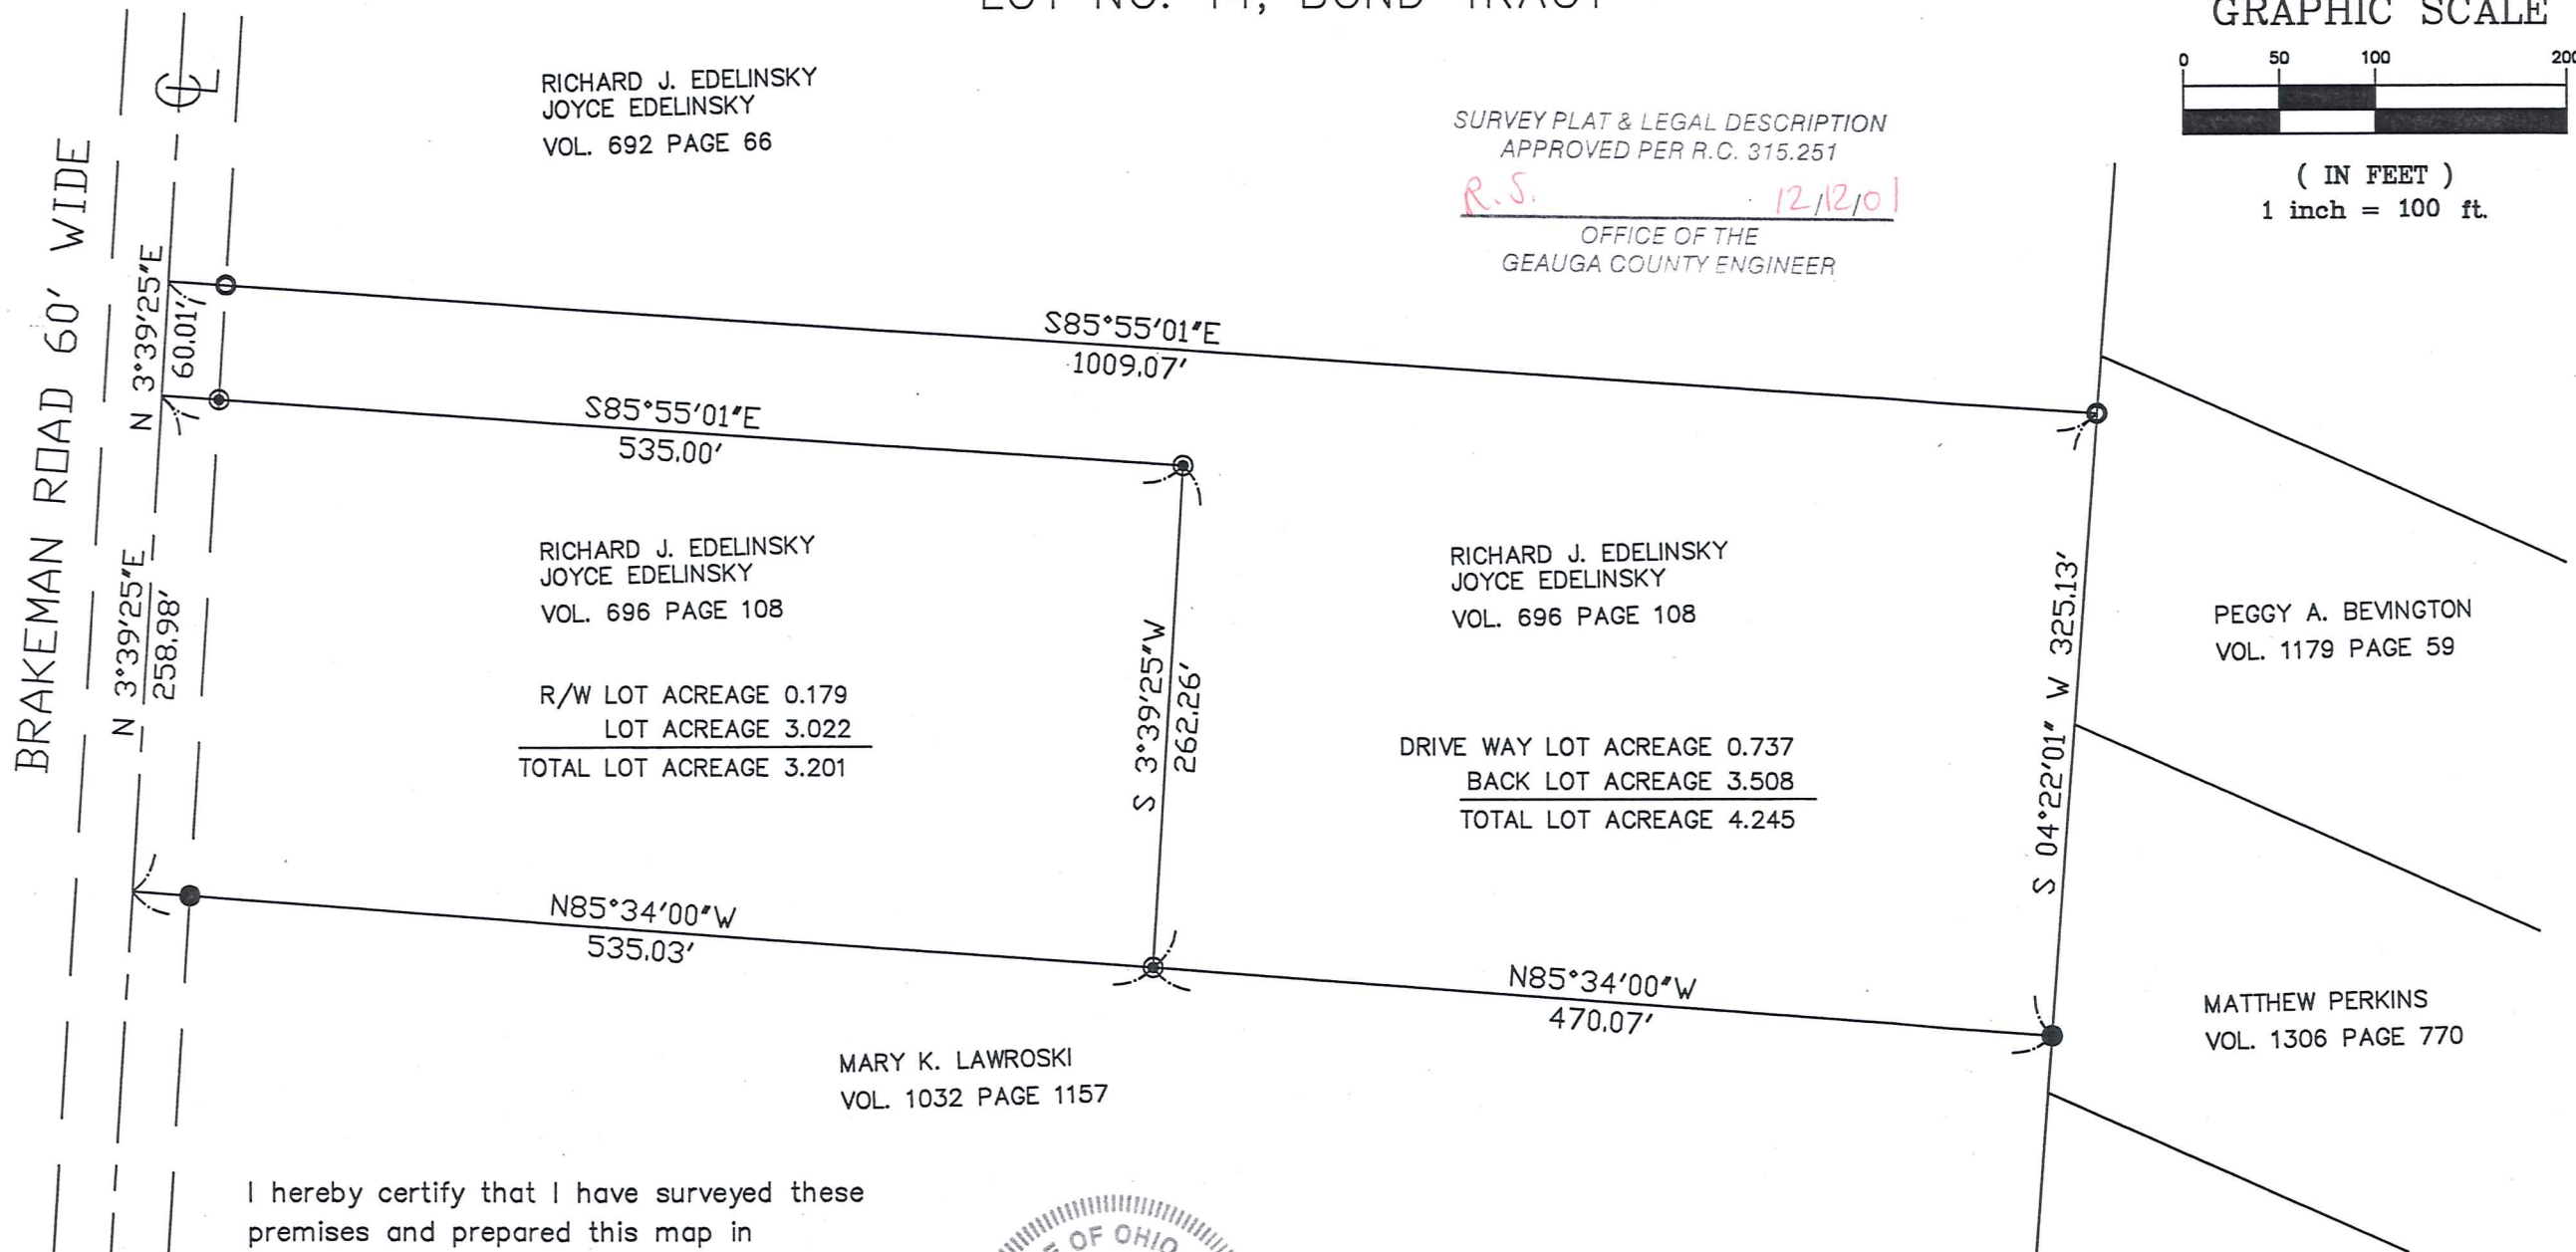 LOT NO. 14, BOND TRACT
GRAPHIC SCALE
0 50 100 200
( IN FEET )
1 inch = 100 ft.
RICHARD J. EDELINSKY
JOYCE EDELINSKY
VOL. 692 PAGE 66
SURVEY PLAT & LEGAL DESCRIPTION
APPROVED PER R.C. 315.251
R.S. 12/12/01
OFFICE OF THE
GEAUGA COUNTY ENGINEER
BRAKEMAN ROAD 60' WIDE
N 3°39'25"E
60.01'
S85°55'01"E
1009.07'
S85°55'01"E
535.00'
N 3°39'25"E
258.98'
RICHARD J. EDELINSKY
JOYCE EDELINSKY
VOL. 696 PAGE 108
R/W LOT ACREAGE 0.179
LOT ACREAGE 3.022
TOTAL LOT ACREAGE 3.201
S 3°39'25"W
262.26'
RICHARD J. EDELINSKY
JOYCE EDELINSKY
VOL. 696 PAGE 108
DRIVE WAY LOT ACREAGE 0.737
BACK LOT ACREAGE 3.508
TOTAL LOT ACREAGE 4.245
S 04°22'01" W 325.13'
PEGGY A. BEVINGTON
VOL. 1179 PAGE 59
N85°34'00"W
535.03'
N85°34'00"W
470.07'
MATTHEW PERKINS
VOL. 1306 PAGE 770
MARY K. LAWROSKI
VOL. 1032 PAGE 1157
I hereby certify that I have surveyed these
premises and prepared this map in
OF OHIO